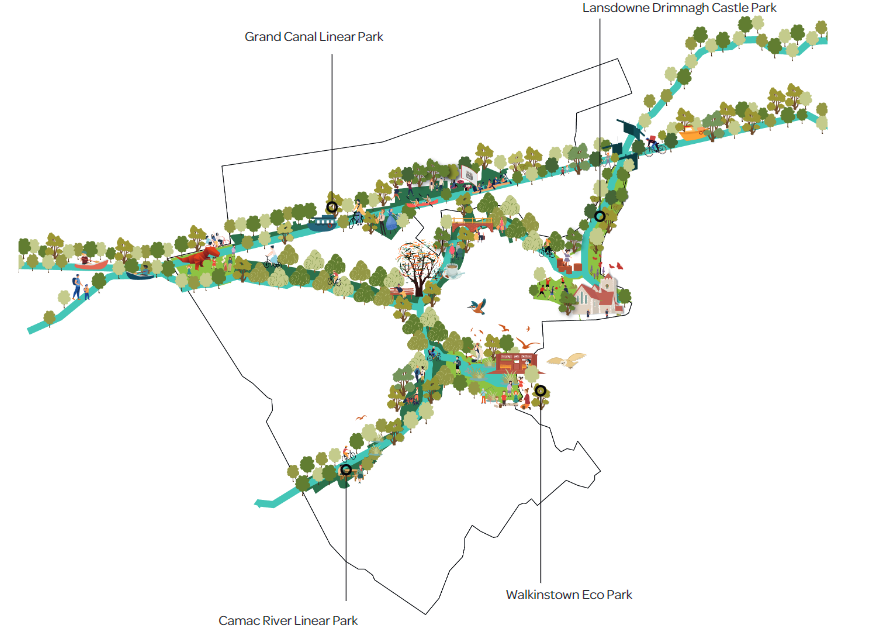 Lansdowne Drimnagh Castle Park
Grand Canal Linear Park
Walkinstown Eco Park
Camac River Linear Park